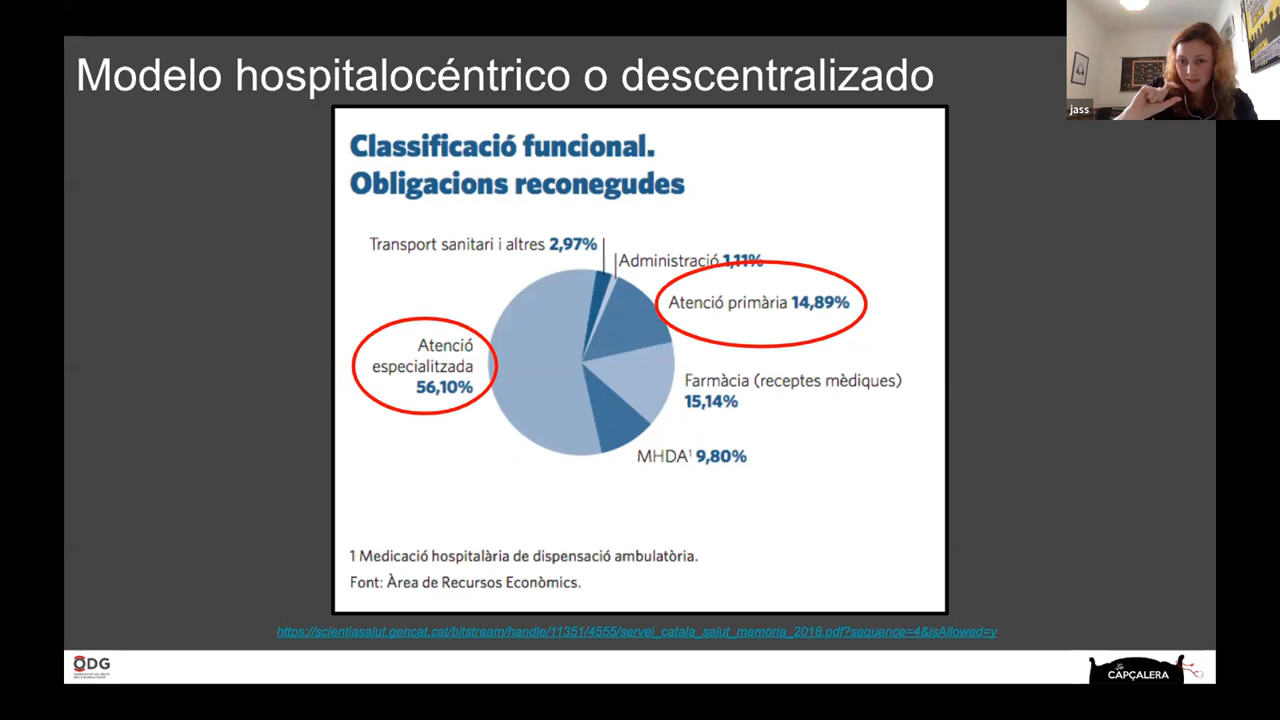 Modelo hospitalocéntrico o descentralizado
jass
Classificació funcional.
Obligacions reconegudes
Transport sanitari i altres 2,97%
Administració 1,11%
Atenció primària 14,89%
Atenció
especialitzada
56,10%
Farmàcia (receptes mèdiques)
15,14%
MHDA¹ 9,80%
1 Medicació hospitalària de dispensació ambulatòria.
Font: Àrea de Recursos Econòmics.
https://scientiasalut.gencat.cat/bitstream/handle/11351/4555/servei_catala_salut_memoria_2018.pdf?sequence=4&isAllowed=y
ODG
La
CAPÇALERA